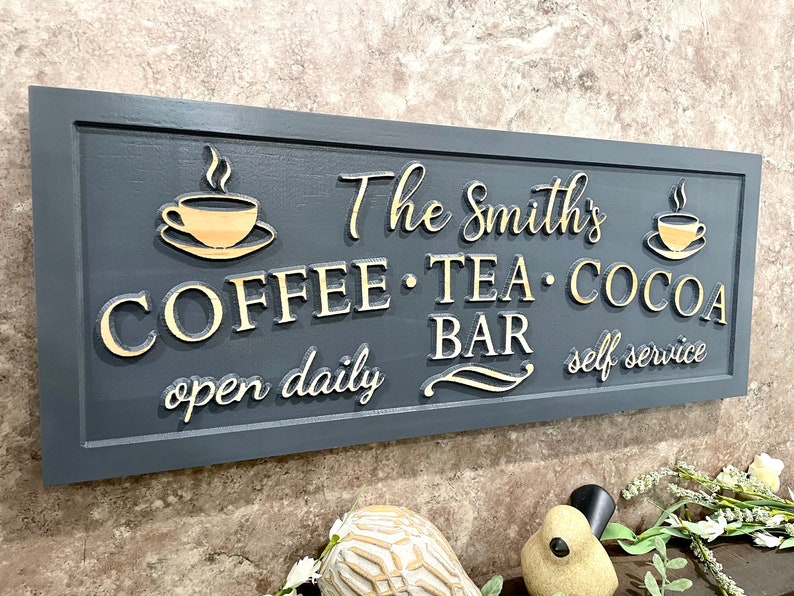 The Smith's
COFFEE • TEA • COCOA
BAR
open daily
self service